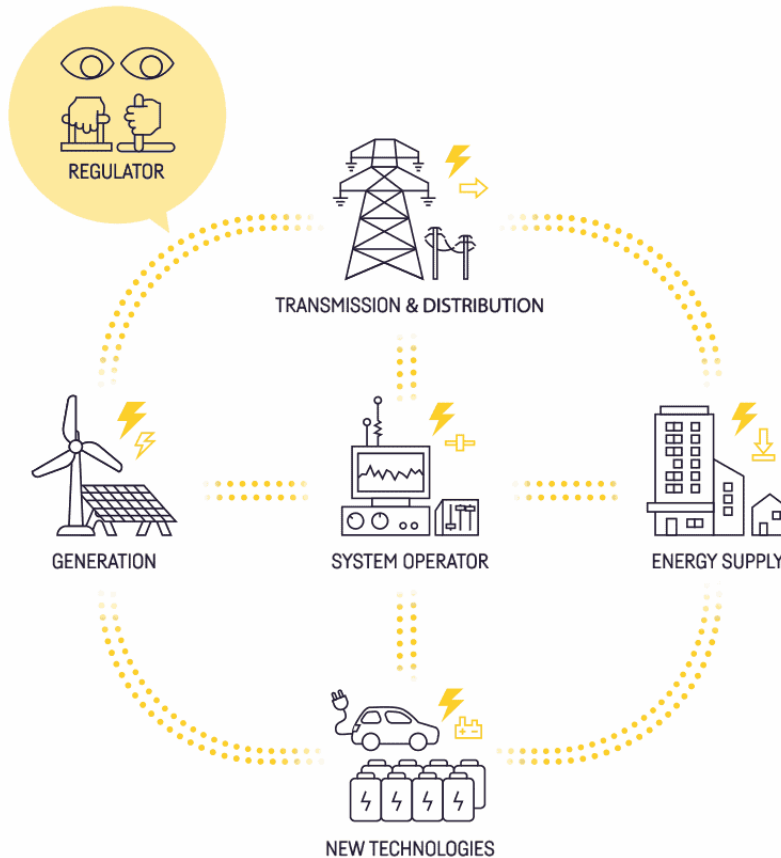 REGULATOR
TRANSMISSION & DISTRIBUTION
GENERATION
SYSTEM OPERATOR
ENERGY SUPPLY
NEW TECHNOLOGIES